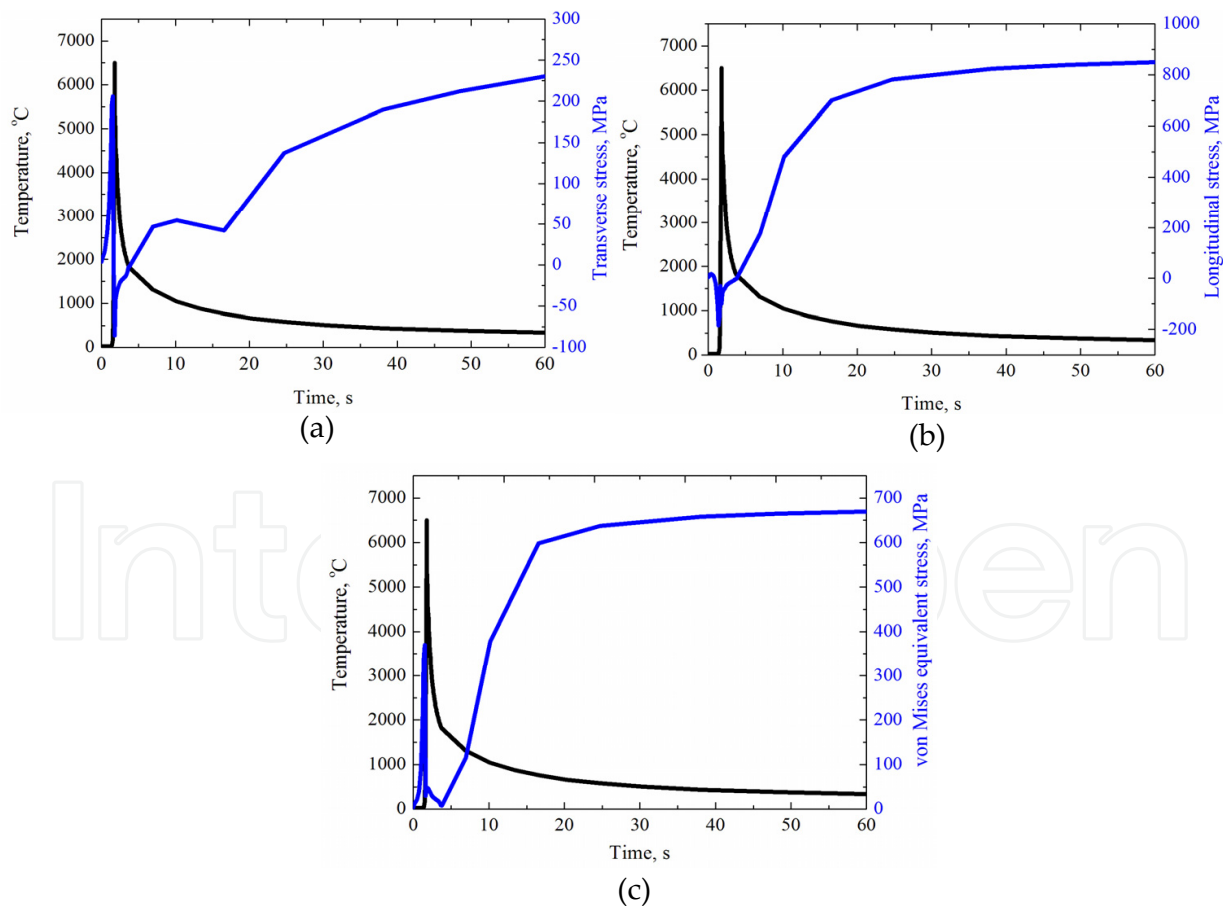 300
7000
250
6000
200
5000
150
4000
100
3000
50
2000
0
1000
-50
0
-100
0 10 20 30 40 50 60
Temperature, °C
Transverse stress, MPa
Time, s
(a)
1000
7000
800
6000
600
5000
400
4000
3000
200
2000
0
1000
-200
0
0 10 20 30 40 50 60
Temperature, °C
Longitudinal stress, MPa
Time, s
(b)
7000 700
6000 600
5000 500
4000 400
3000 300
2000 200
1000 100
0 0
0 10 20 30 40 50 60
Temperature, °C
von Mises equivalent stress, MPa
Time, s
(c)